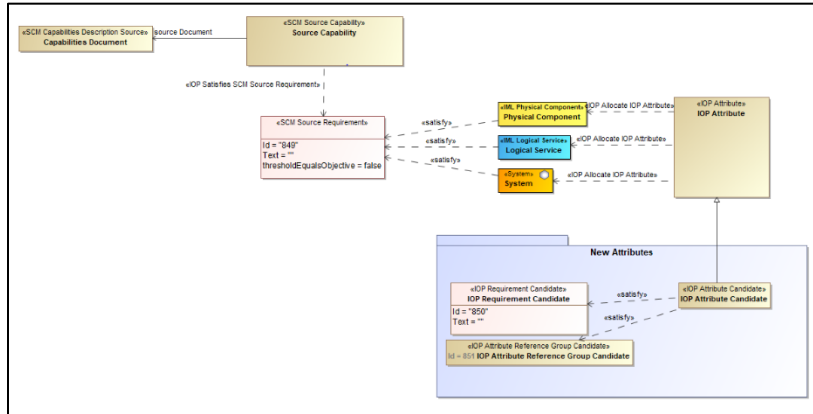 «SCM Capabilities Description Source»
Capabilities Document
source Document
«SCM Source Capability»
Source Capability
«IOP Satisfies SCM Source Requirement»
«SCM Source Requirement»
Id = "849"
Text = ""
thresholdEqualsObjective = false
«satisfy»
«satisfy»
«satisfy»
«IML Physical Component»
Physical Component
«IML Logical Service»
Logical Service
«System»
System
«IOP Allocate IOP Attribute»
«IOP Allocate IOP Attribute»
«IOP Allocate IOP Attribute»
«IOP Attribute»
IOP Attribute
New Attributes
«IOP Requirement Candidate»
IOP Requirement Candidate
Id = "850"
Text = ""
«satisfy»
«satisfy»
«IOP Attribute Candidate»
IOP Attribute Candidate
«IOP Attribute Reference Group Candidate»
Id = 851 IOP Attribute Reference Group Candidate